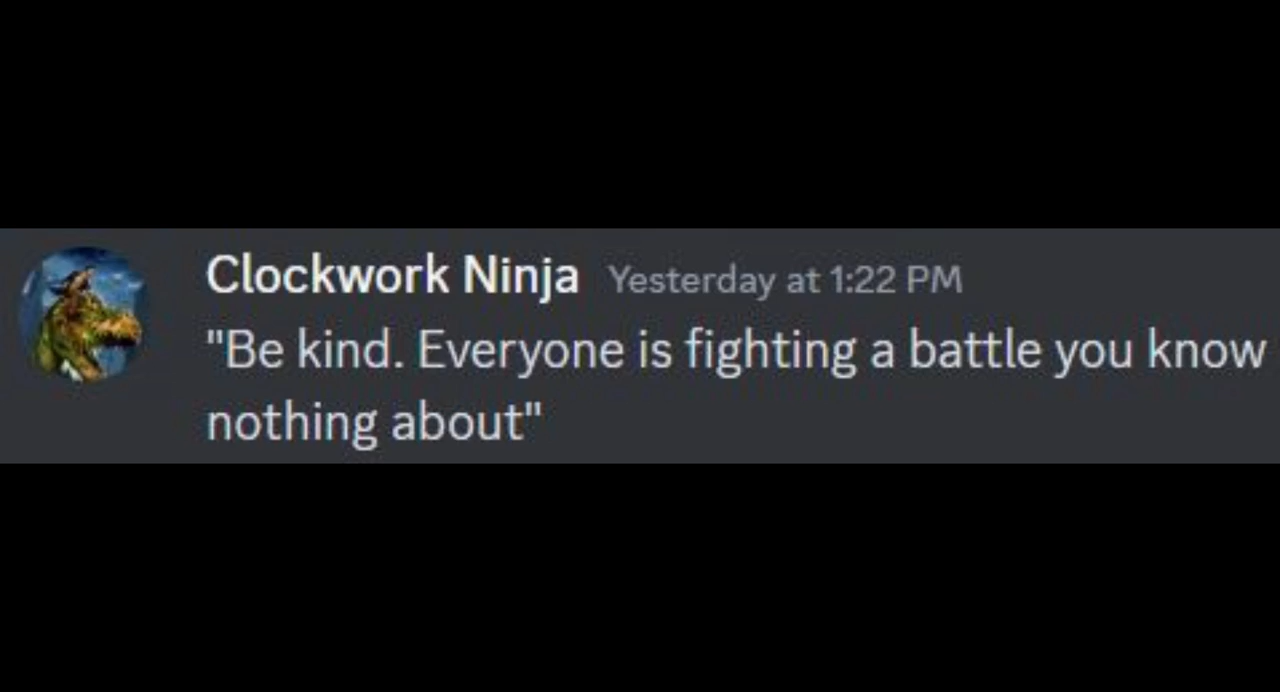 Clockwork Ninja Yesterday at 1:22 PM
"Be kind. Everyone is fighting a battle you know
nothing about"